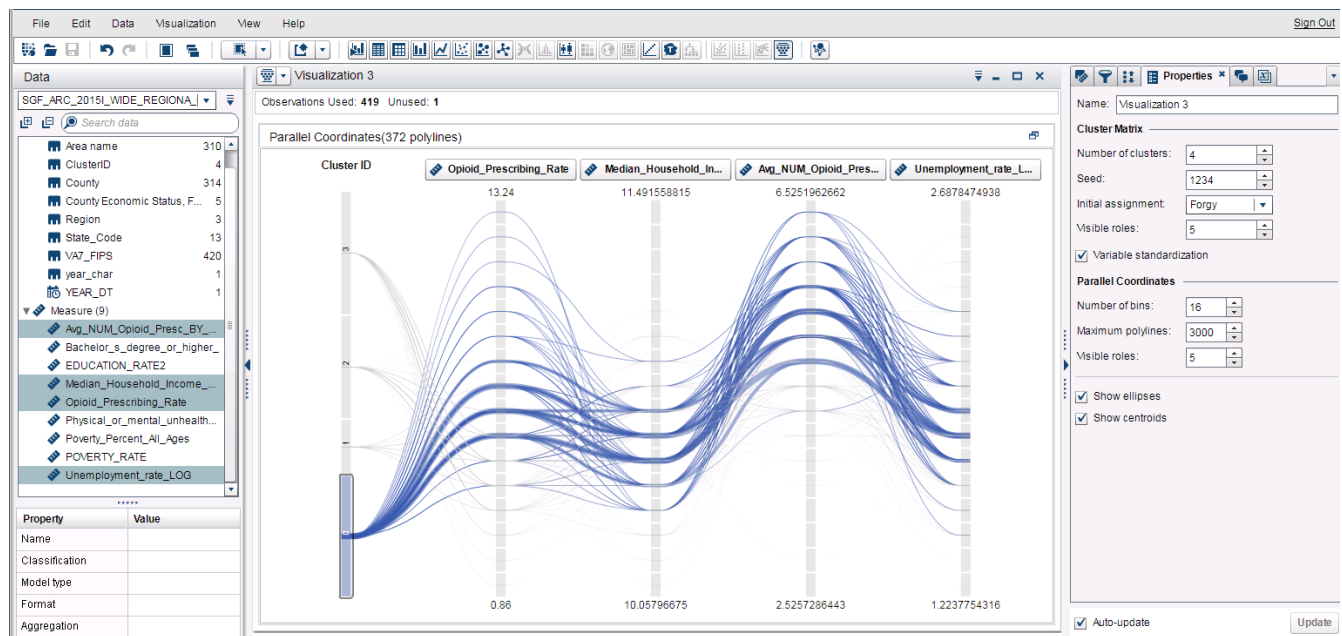 File Edit Data Visualization View Help Sign Out
Data
SGF_ARC_2015I_WIDE_REGIONA_
Search data
Area name 310
ClusterID 4
County 314
County Economic Status, F... 5
Region 3
State_Code 13
VA7_FIPS 420
year_char 1
YEAR_DT 1
Measure (9)
Avg_NUM_Opioid_Presc_BY_...
Bachelor_s_degree_or_higher_
EDUCATION_RATE2
Median_Household_Income_...
Opioid_Prescribing_Rate
Physical_or_mental_unhealth...
Poverty_Percent_All_Ages
POVERTY_RATE
Unemployment_rate_LOG
Property Value
Name
Classification
Model type
Format
Aggregation
Visualization 3
Observations Used: 419 Unused: 1
Parallel Coordinates(372 polylines)
Cluster ID Opioid_Prescribing_Rate Median_Household_In... Avg_NUM_Opioid_Pres... Unemployment_rate_L...
13.24 11.491558815 6.5251962662 2.6878474938
3
2
1
0
0.86 10.05796675 2.5257286443 1.2237754316
Properties
Name: Visualization 3
Cluster Matrix
Number of clusters: 4
Seed: 1234
Initial assignment: Forgy
Visible roles: 5
Variable standardization
Parallel Coordinates
Number of bins: 16
Maximum polylines: 3000
Visible roles: 5
Show ellipses
Show centroids
Auto-update Update